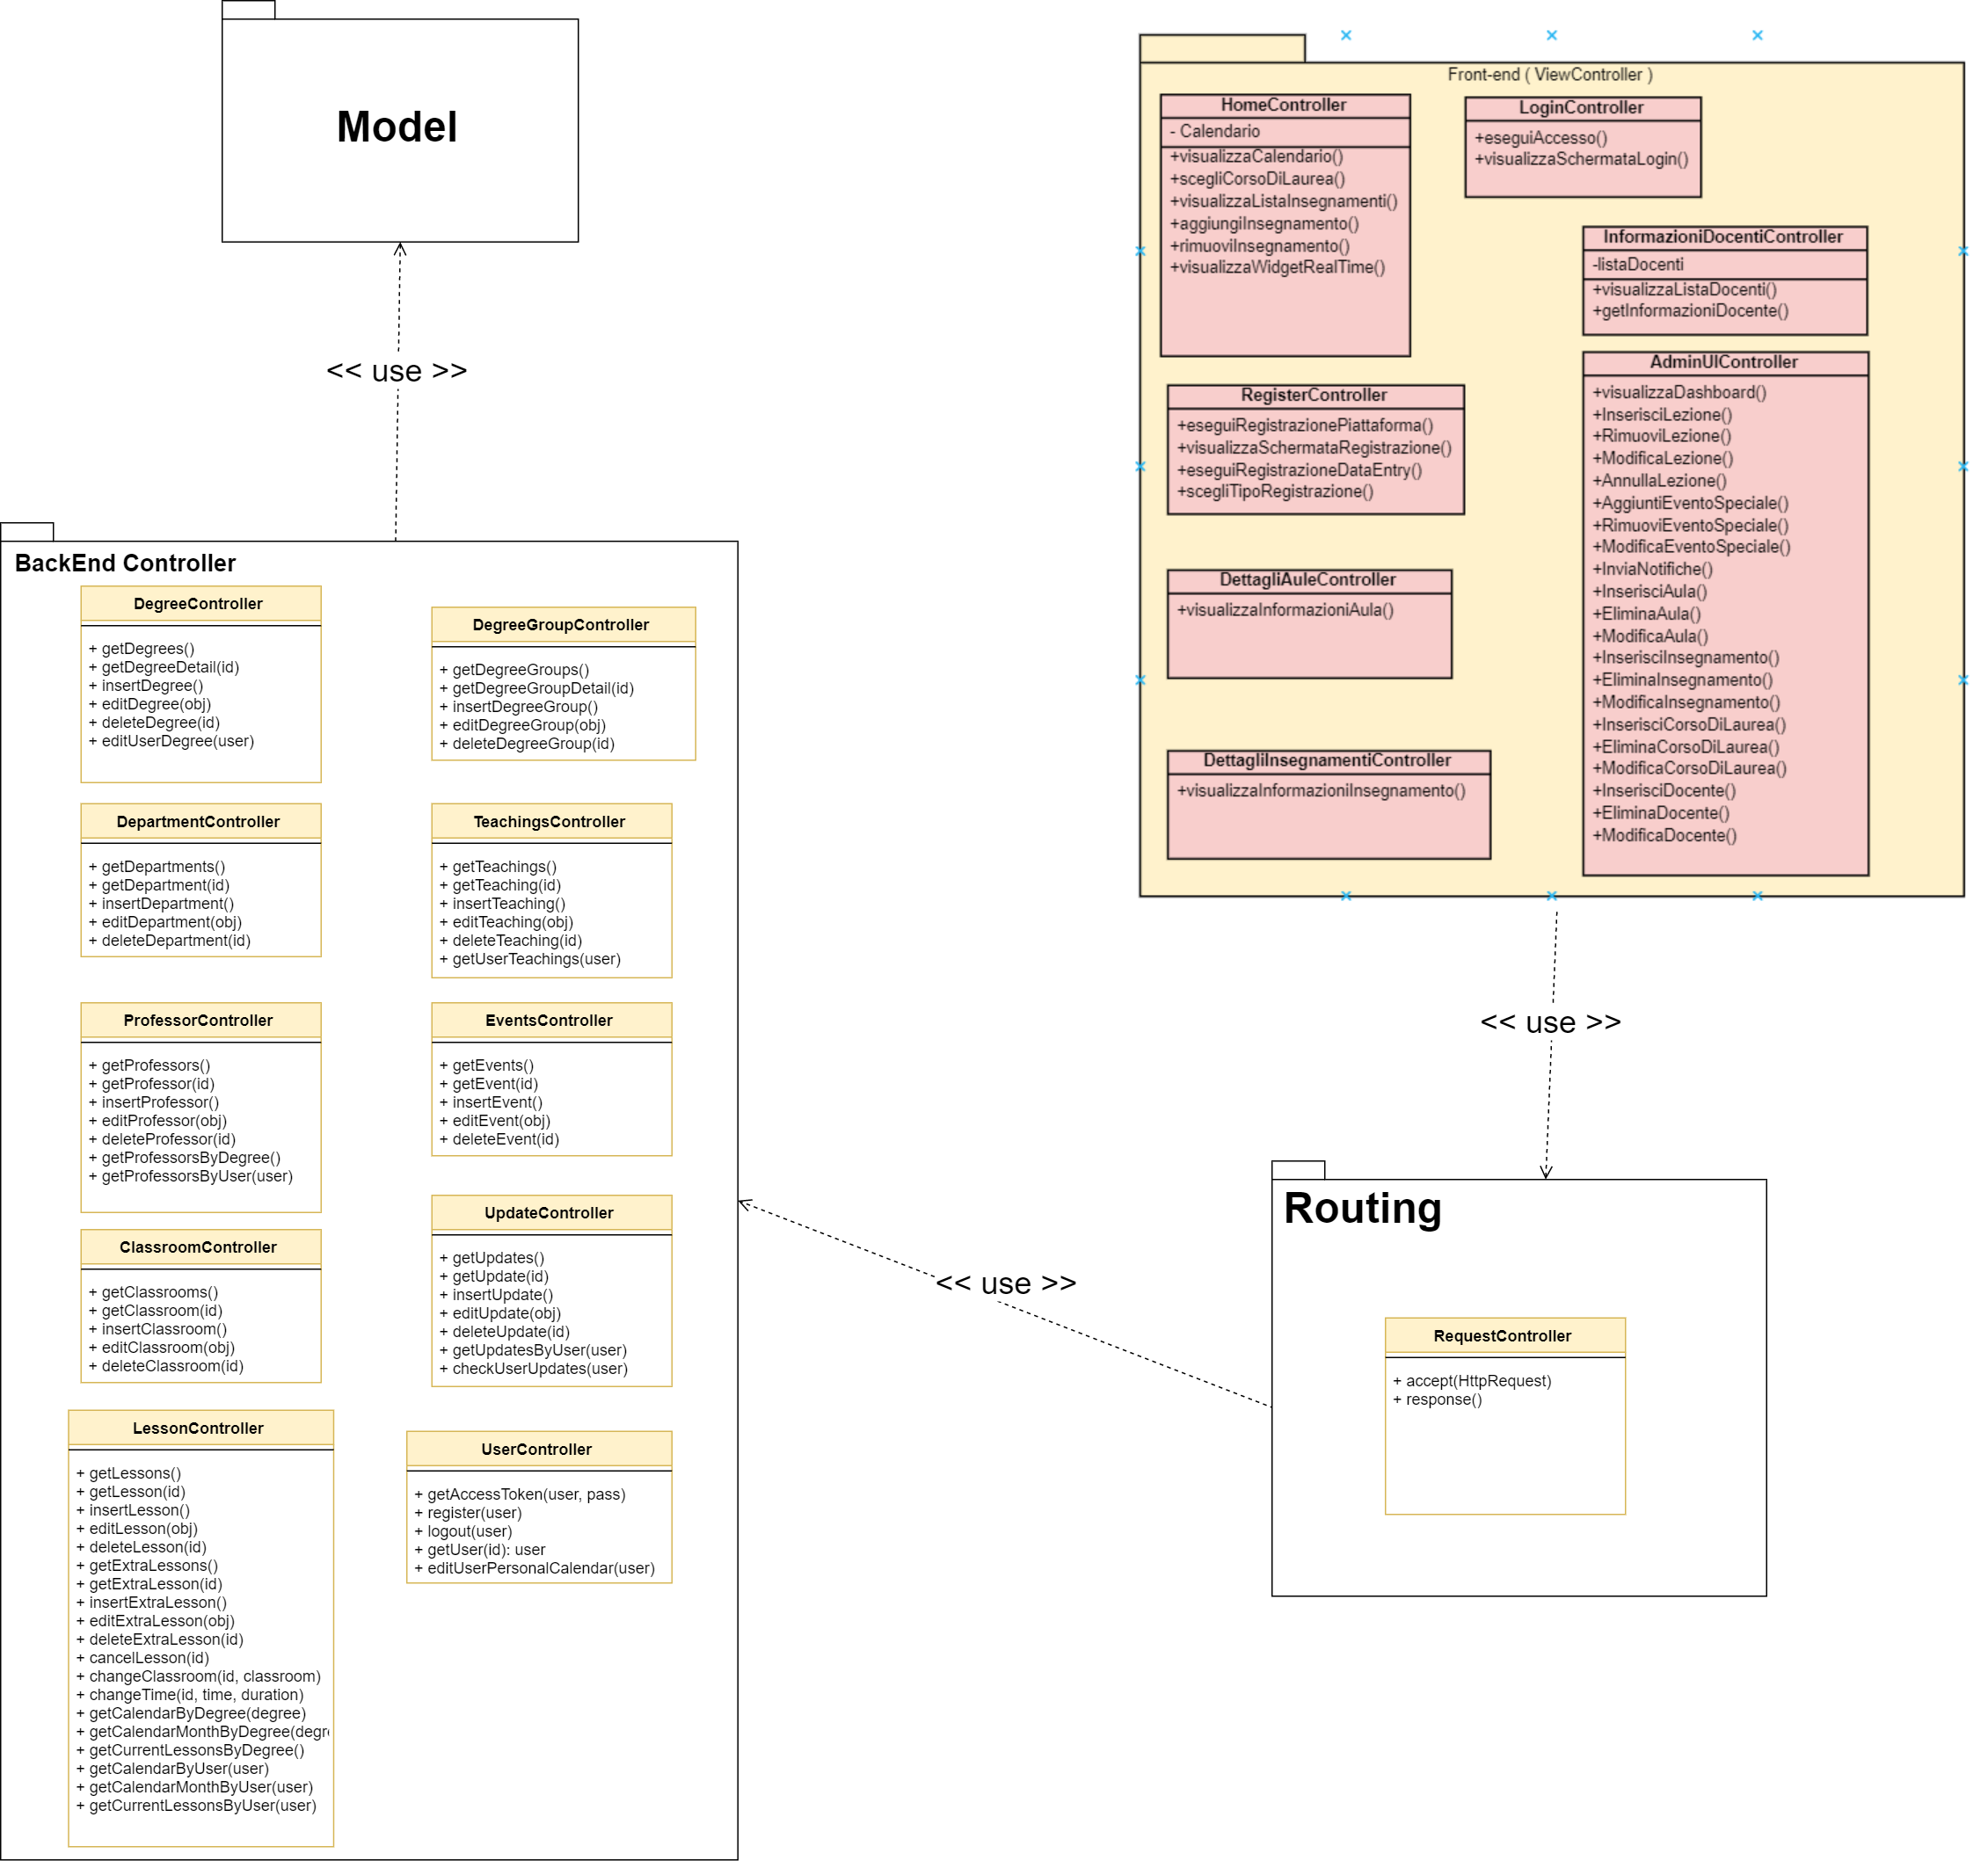 Model
<< use >>
BackEnd Controller
DegreeController
+ getDegrees()
+ getDegreeDetail(id)
+ insertDegree()
+ editDegree(obj)
+ deleteDegree(id)
+ editUserDegree(user)
DegreeGroupController
+ getDegreeGroups()
+ getDegreeGroupDetail(id)
+ insertDegreeGroup()
+ editDegreeGroup(obj)
+ deleteDegreeGroup(id)
DepartmentController
+ getDepartments()
+ getDepartment(id)
+ insertDepartment()
+ editDepartment(obj)
+ deleteDepartment(id)
TeachingsController
+ getTeachings()
+ getTeaching(id)
+ insertTeaching()
+ editTeaching(obj)
+ deleteTeaching(id)
+ getUserTeachings(user)
ProfessorController
+ getProfessors()
+ getProfessor(id)
+ insertProfessor()
+ editProfessor(obj)
+ deleteProfessor(id)
+ getProfessorsByDegree()
+ getProfessorsByUser(user)
EventsController
+ getEvents()
+ getEvent(id)
+ insertEvent()
+ editEvent(obj)
+ deleteEvent(id)
ClassroomController
+ getClassrooms()
+ getClassroom(id)
+ insertClassroom()
+ editClassroom(obj)
+ deleteClassroom(id)
UpdateController
+ getUpdates()
+ getUpdate(id)
+ insertUpdate()
+ editUpdate(obj)
+ deleteUpdate(id)
+ getUpdatesByUser(user)
+ checkUserUpdates(user)
LessonController
+ getLessons()
+ getLesson(id)
+ insertLesson()
+ editLesson(obj)
+ deleteLesson(id)
+ getExtraLessons()
+ getExtraLesson(id)
+ insertExtraLesson()
+ editExtraLesson(obj)
+ deleteExtraLesson(id)
+ cancelLesson(id)
+ changeClassroom(id, classroom)
+ changeTime(id, time, duration)
+ getCalendarByDegree(degree)
+ getCalendarMonthByDegree(degr
+ getCurrentLessonsByDegree()
+ getCalendarByUser(user)
+ getCalendarMonthByUser(user)
+ getCurrentLessonsByUser(user)
UserController
+ getAccessToken(user, pass)
+ register(user)
+ logout(user)
+ getUser(id): user
+ editUserPersonalCalendar(user)
Front-end ( ViewController )
HomeController
- Calendario
+visualizzaCalendario()
+scegliCorsoDiLaurea()
+visualizzaListaInsegnamenti()
+aggiungiInsegnamento()
+rimuoviInsegnamento()
+visualizzaWidgetRealTime()
LoginController
+eseguiAccesso()
+visualizzaSchermataLogin()
InformazioniDocentiController
-listaDocenti
+visualizzaListaDocenti()
+getInformazioniDocente()
RegisterController
+eseguiRegistrazionePiattaforma()
+visualizzaSchermataRegistrazione()
+eseguiRegistrazioneDataEntry()
+scegliTipoRegistrazione()
AdminUIController
+visualizzaDashboard()
+InserisciLezione()
+RimuoviLezione()
+ModificaLezione()
+AnnullaLezione()
+AggiuntiEventoSpeciale()
+RimuoviEventoSpeciale()
+ModificaEventoSpeciale()
+InviaNotifiche()
+InserisciAula()
+EliminaAula()
+ModificaAula()
+InserisciInsegnamento()
+EliminaInsegnamento()
+ModificaInsegnamento()
+InserisciCorsoDiLaurea()
+EliminaCorsoDiLaurea()
+ModificaCorsoDiLaurea()
+InserisciDocente()
+EliminaDocente()
+ModificaDocente()
DettagliAuleController
+visualizzaInformazioniAula()
DettagliInsegnamentiController
+visualizzaInformazioniInsegnamento()
<< use >>
Routing
RequestController
+ accept(HttpRequest)
+ response()
<< use >>